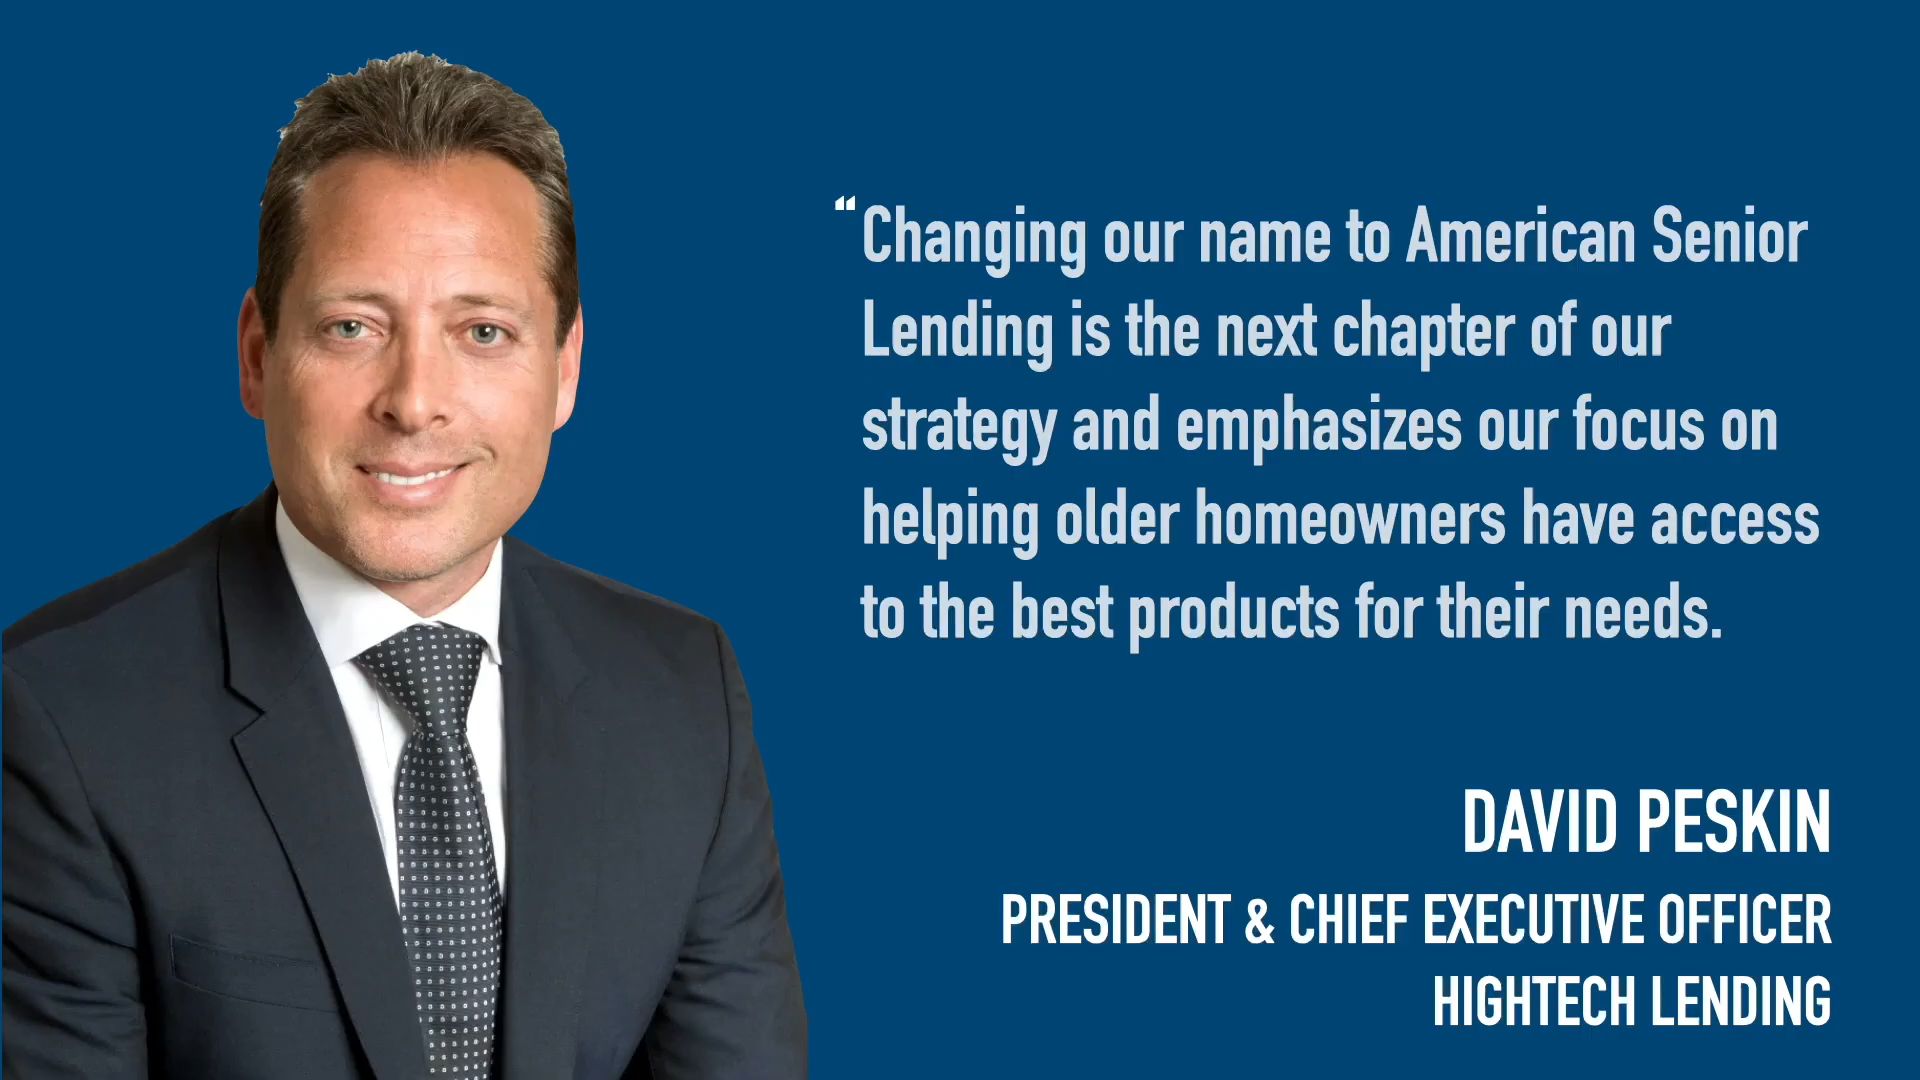 “Changing our name to American Senior
Lending is the next chapter of our
strategy and emphasizes our focus on
helping older homeowners have access
to the best products for their needs.
DAVID PESKIN
PRESIDENT & CHIEF EXECUTIVE OFFICER
HIGHTECH LENDING